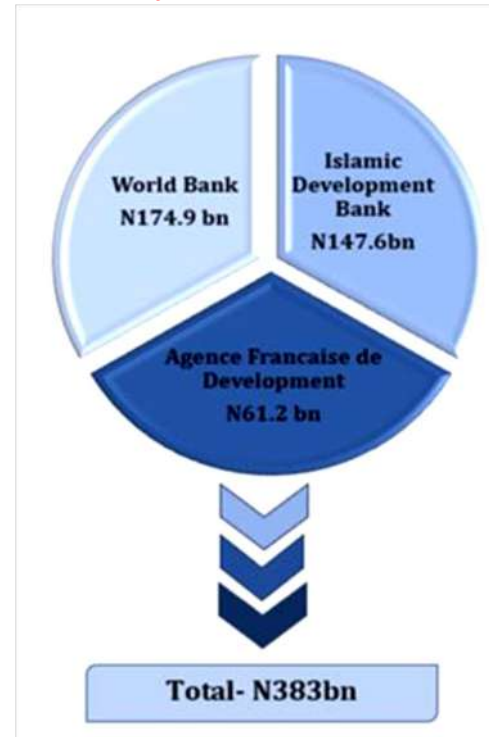 World Bank
N174.9 bn
Islamic
Development
Bank
N147.6bn
Agence Francaise de
Development
N61.2 bn
Total- N383bn